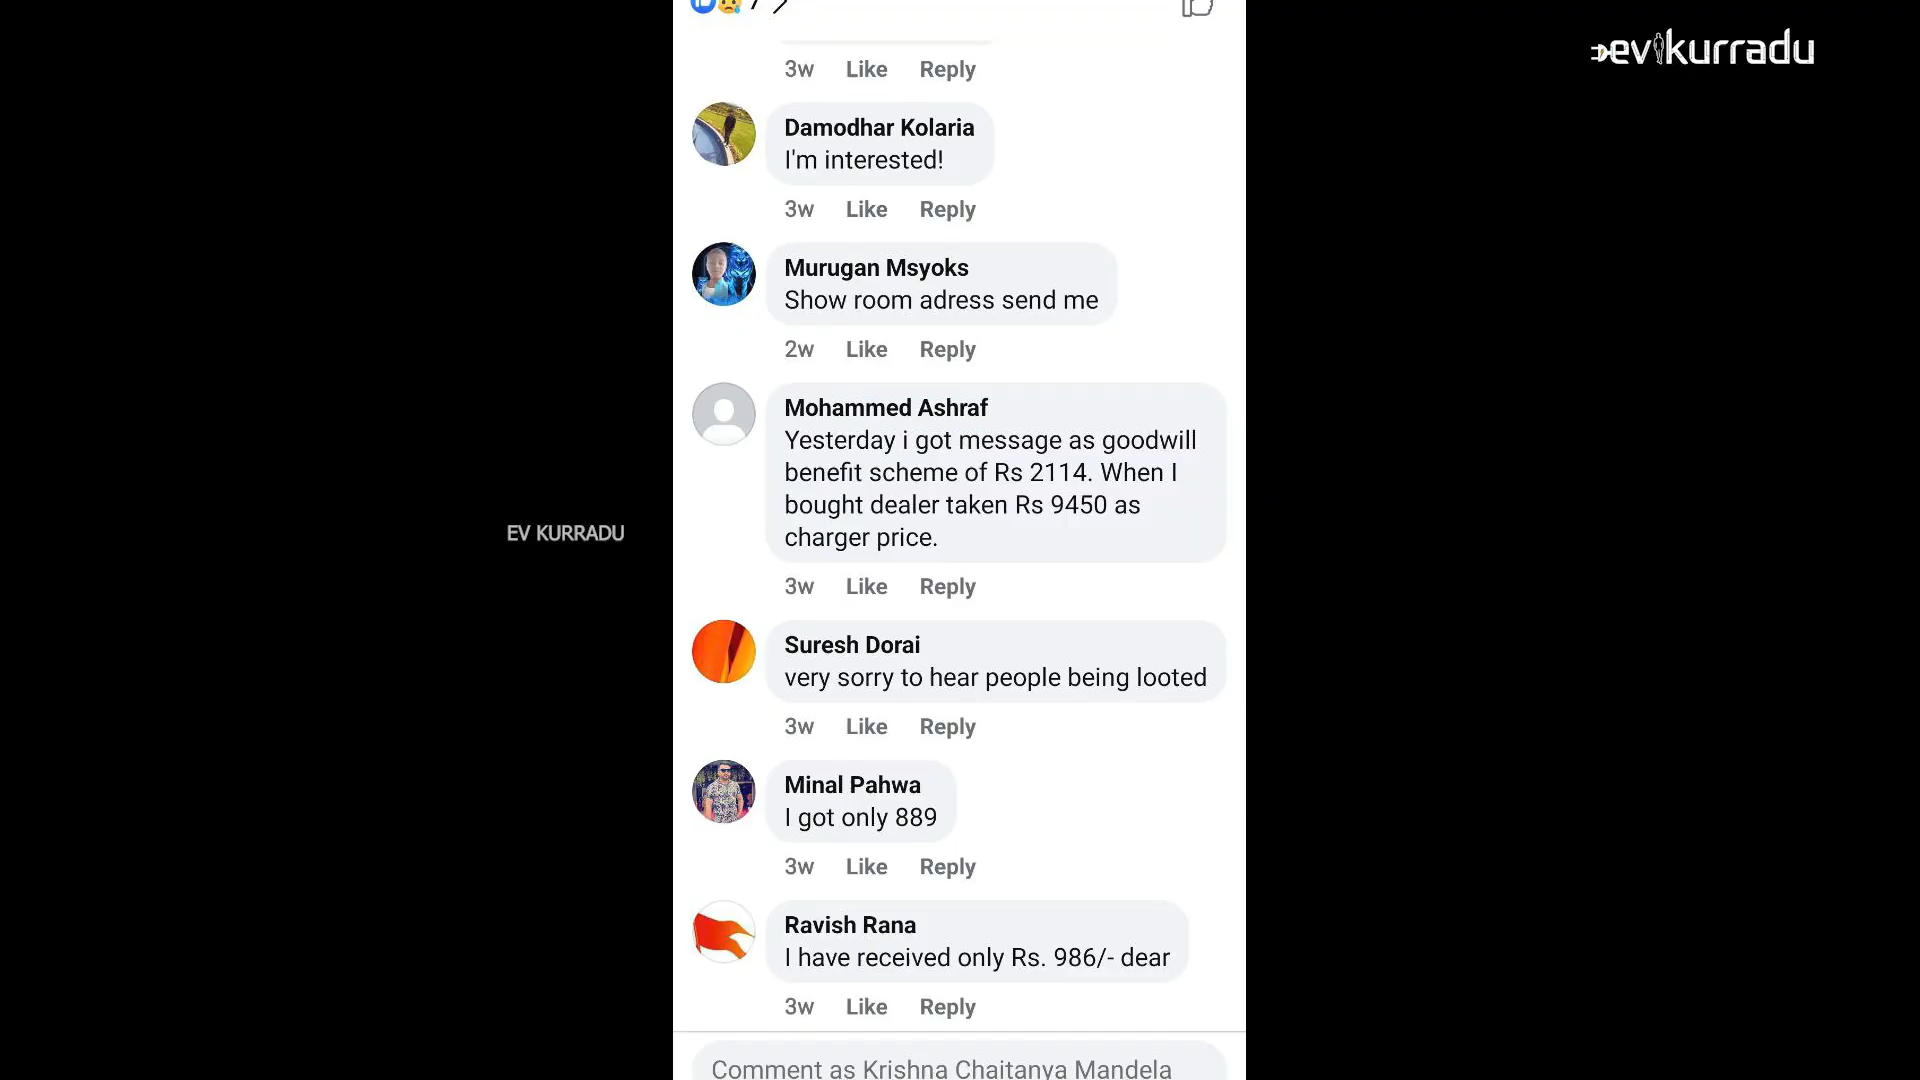 evkurradu
3w Like Reply
Damodhar Kolaria
I'm interested!
3w Like Reply
Murugan Msyoks
Show room adress send me
2w Like Reply
Mohammed Ashraf
Yesterday i got message as goodwill
benefit scheme of Rs 2114. When I
bought dealer taken Rs 9450 as
charger price.
3w Like Reply
EV KURRADU
Suresh Dorai
very sorry to hear people being looted
3w Like Reply
Minal Pahwa
I got only 889
3w Like Reply
Ravish Rana
I have received only Rs. 986/- dear
3w Like Reply
Comment as Krishna Chaitanya Mandela